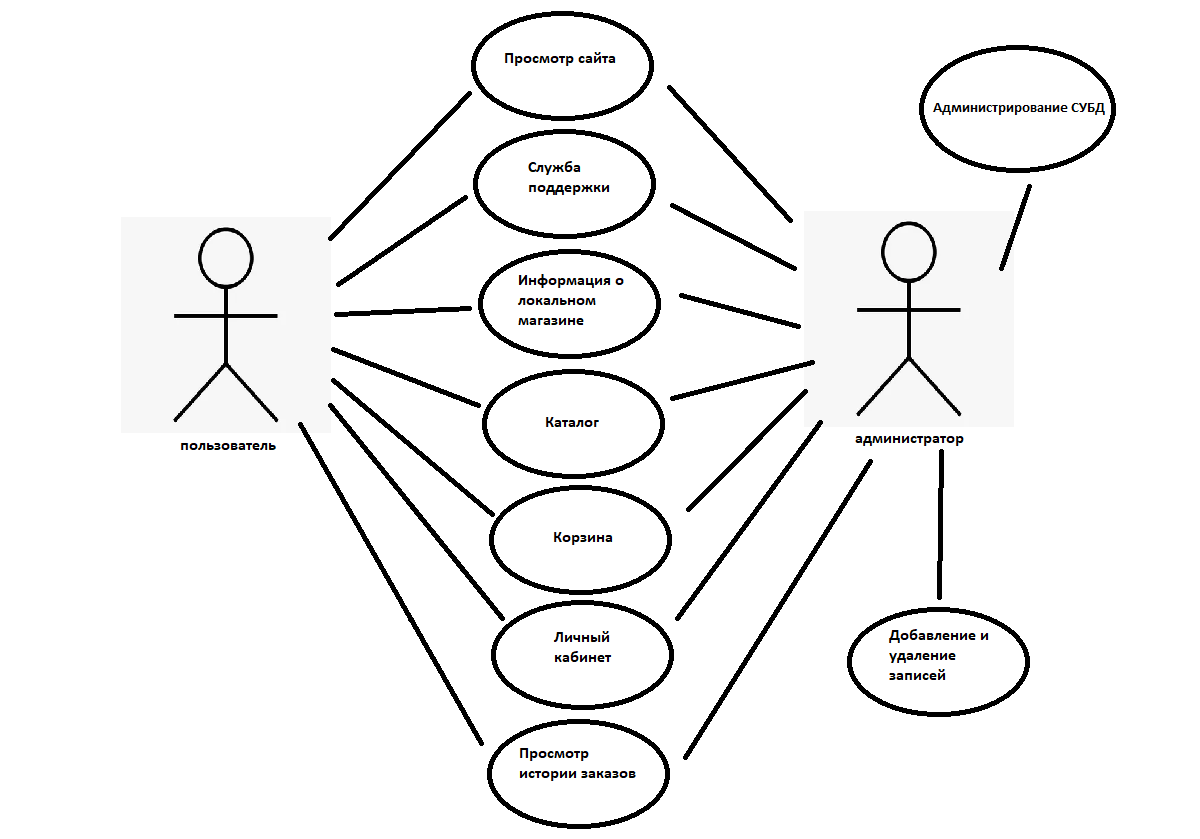 Просмотр сайта
Администрирование СУБД
Служба
поддержки
Информация о
локальном
магазине
Каталог
пользователь
администратор
Корзина
Личный
кабинет
Добавление и
удаление
записей
Просмотр
истории заказов